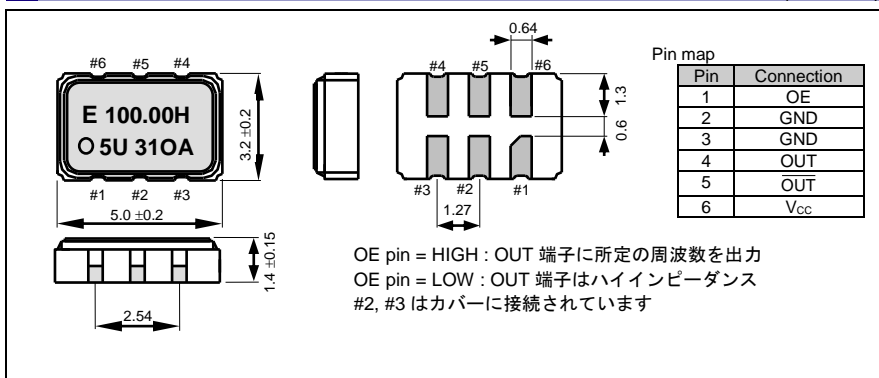 #6 #5 #4
E 100.00H
5U 31OA
#1 #2 #3
5.0 ±0.2
3.2 ±0.2
1.4 ±0.15
2.54
0.64
#4 #5 #6
1.3
0.6
#3 #2 #1
1.27
Pin map
Pin Connection
1 OE
2 GND
3 GND
4 OUT
5 O̅U̅T̅
6 Vcc
OE pin = HIGH : OUT 端子に所定の周波数を出力
OE pin = LOW : OUT 端子はハイインピーダンス
#2, #3 はカバーに接続されています